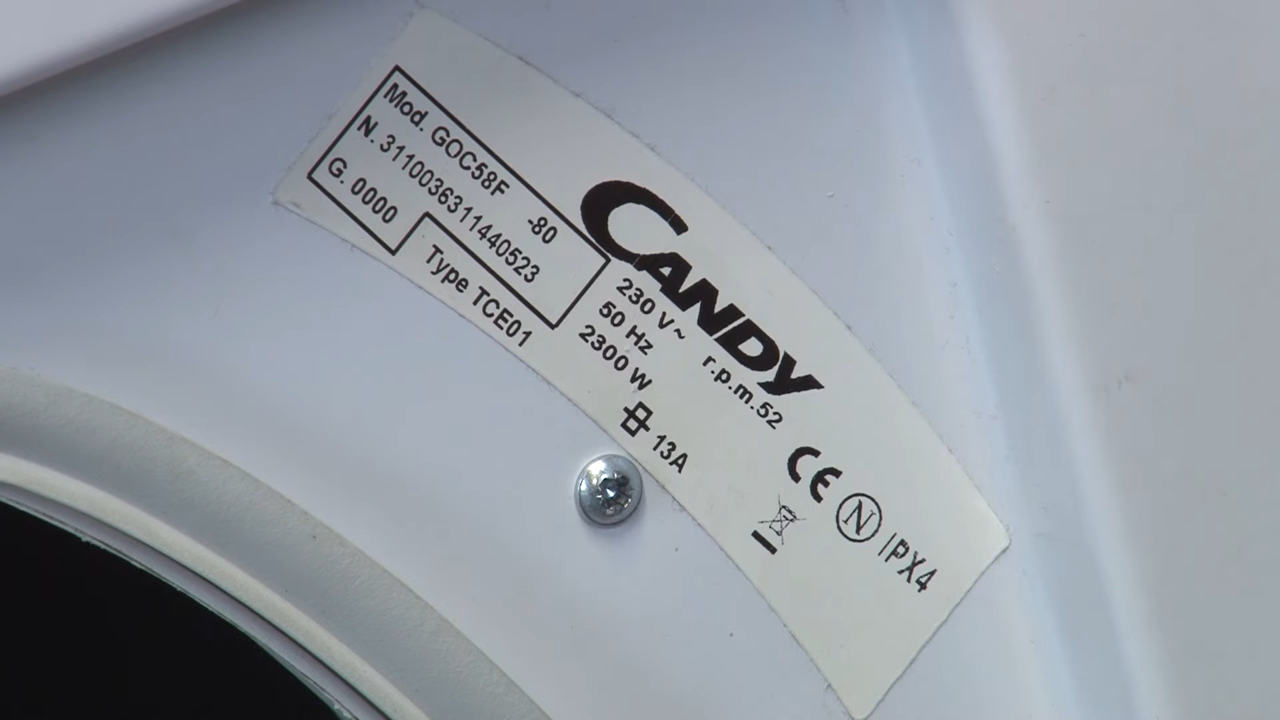 Mod. GOC58F -80
N. 3110036311440523
G. 0000
Type TCE01
CANDY
230 V~ r.p.m.52
50 Hz
2300 W
13A
CE N IPX4